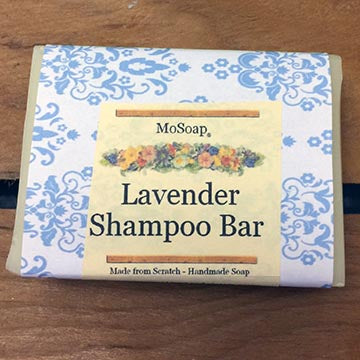 MoSoap®
Lavender
Shampoo Bar
Made from Scratch - Handmade Soap